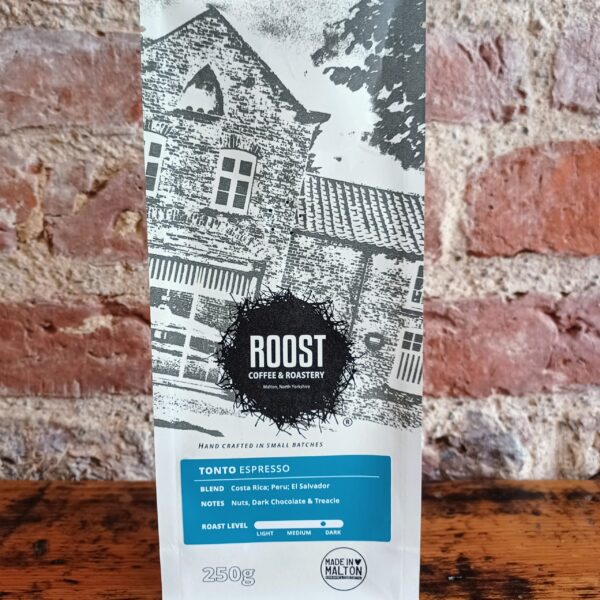 ROOST
COFFEE & ROASTERY
Malton, North Yorkshire
®
HAND CRAFTED IN SMALL BATCHES
TONTO ESPRESSO
BLEND Costa Rica; Peru; El Salvador
NOTES Nuts, Dark Chocolate & Treacle
ROAST LEVEL
LIGHT MEDIUM DARK
250g
MADE IN
MALTON